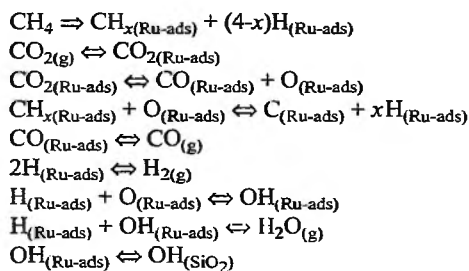 CH₄ ⇒ CHₓ(Ru-ads) + (4-x)H(Ru-ads)
CO₂(g) ⇔ CO₂(Ru-ads)
CO₂(Ru-ads) ⇔ CO(Ru-ads) + O(Ru-ads)
CHₓ(Ru-ads) + O(Ru-ads) ⇔ C(Ru-ads) + xH(Ru-ads)
CO(Ru-ads) ⇔ CO(g)
2H(Ru-ads) ⇔ H₂(g)
H(Ru-ads) + O(Ru-ads) ⇔ OH(Ru-ads)
H(Ru-ads) + OH(Ru-ads) ⇔ H₂O(g)
OH(Ru-ads) ⇔ OH(SiO₂)